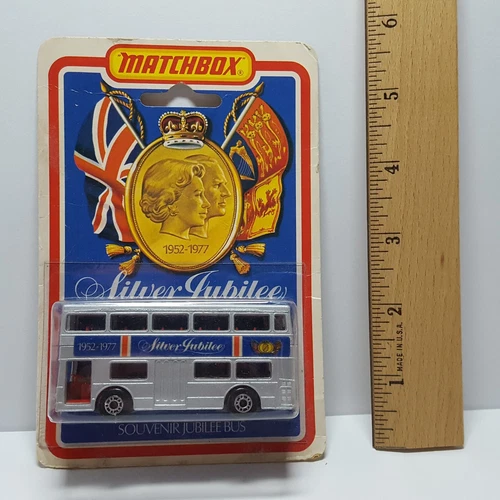 MATCHBOX®
1952-1977
Silver Jubilee
1952-1977 Silver Jubilee
SOUVENIR JUBILEE BUS
6
5
4
3
2
1
MADE IN U.S.A.